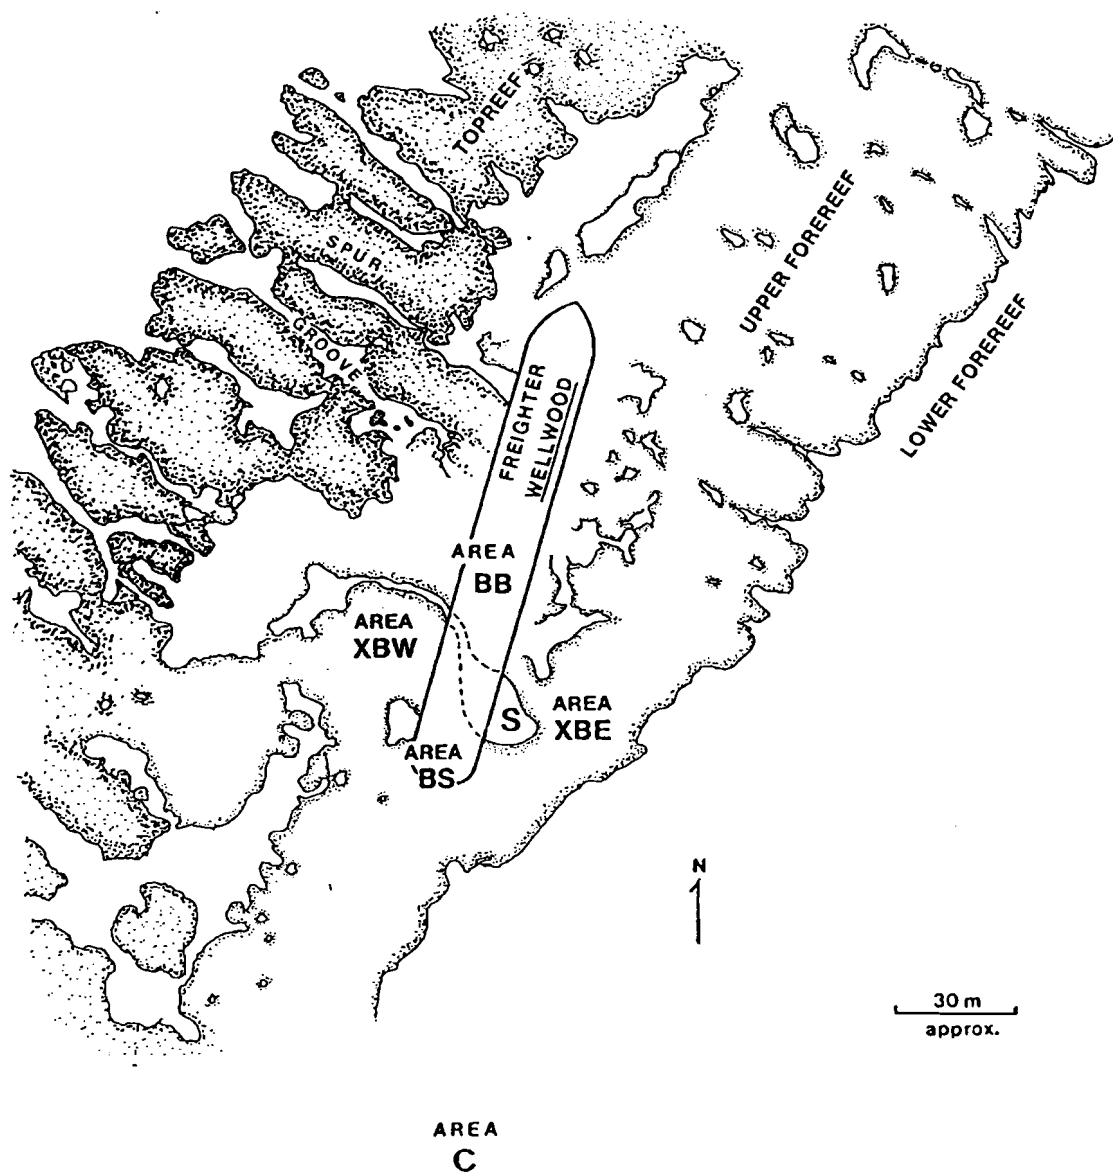 TOPREEF
SPUR
GROOVE
UPPER FOREREEF
LOWER FOREREEF
FREIGHTER
WELLWOOD
AREA
BB
AREA
XBW
AREA
XBE
S
AREA
BS
N
30 m
approx.
AREA
C